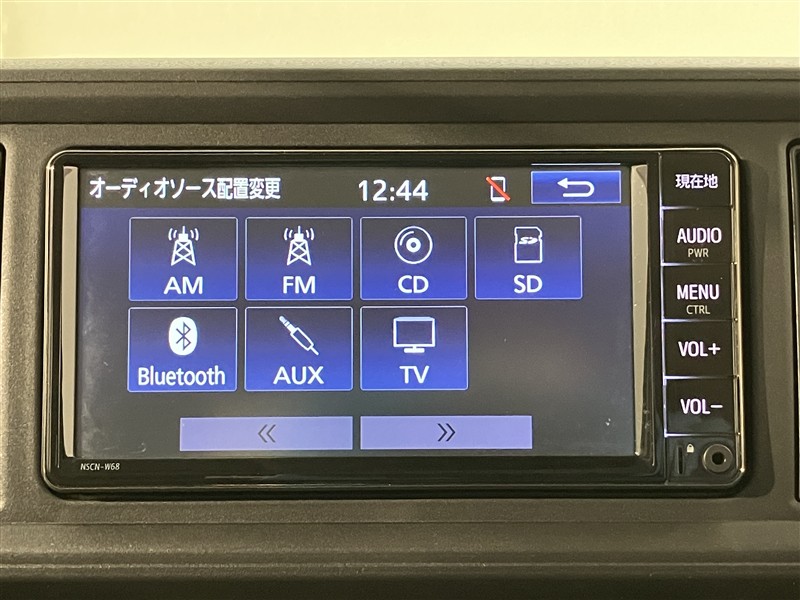 オーディオソース配置変更 12:44
現在地
AUDIO
PWR
MENU
CTRL
VOL+
VOL-
AM FM CD SD
Bluetooth AUX TV
NSCN-W68